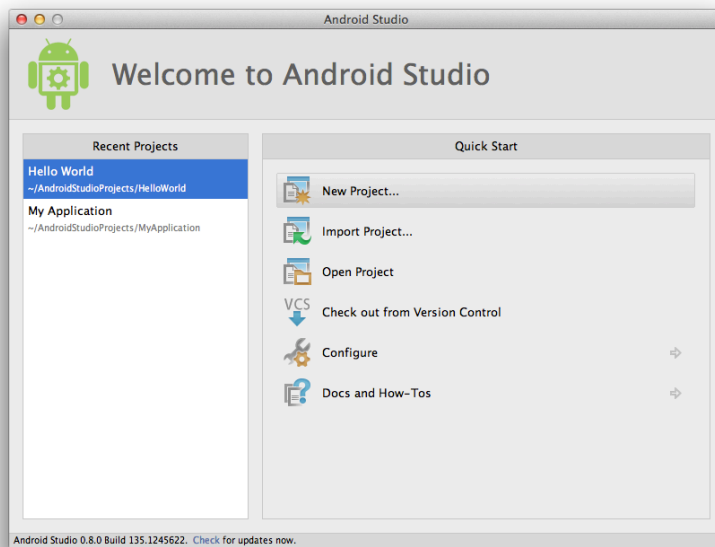 Android Studio
Welcome to Android Studio
Recent Projects
Hello World
~/AndroidStudioProjects/HelloWorld
My Application
~/AndroidStudioProjects/MyApplication
Quick Start
New Project...
Import Project...
Open Project
VCS
Check out from Version Control
Configure
Docs and How-Tos
Android Studio 0.8.0 Build 135.1245622. Check for updates now.